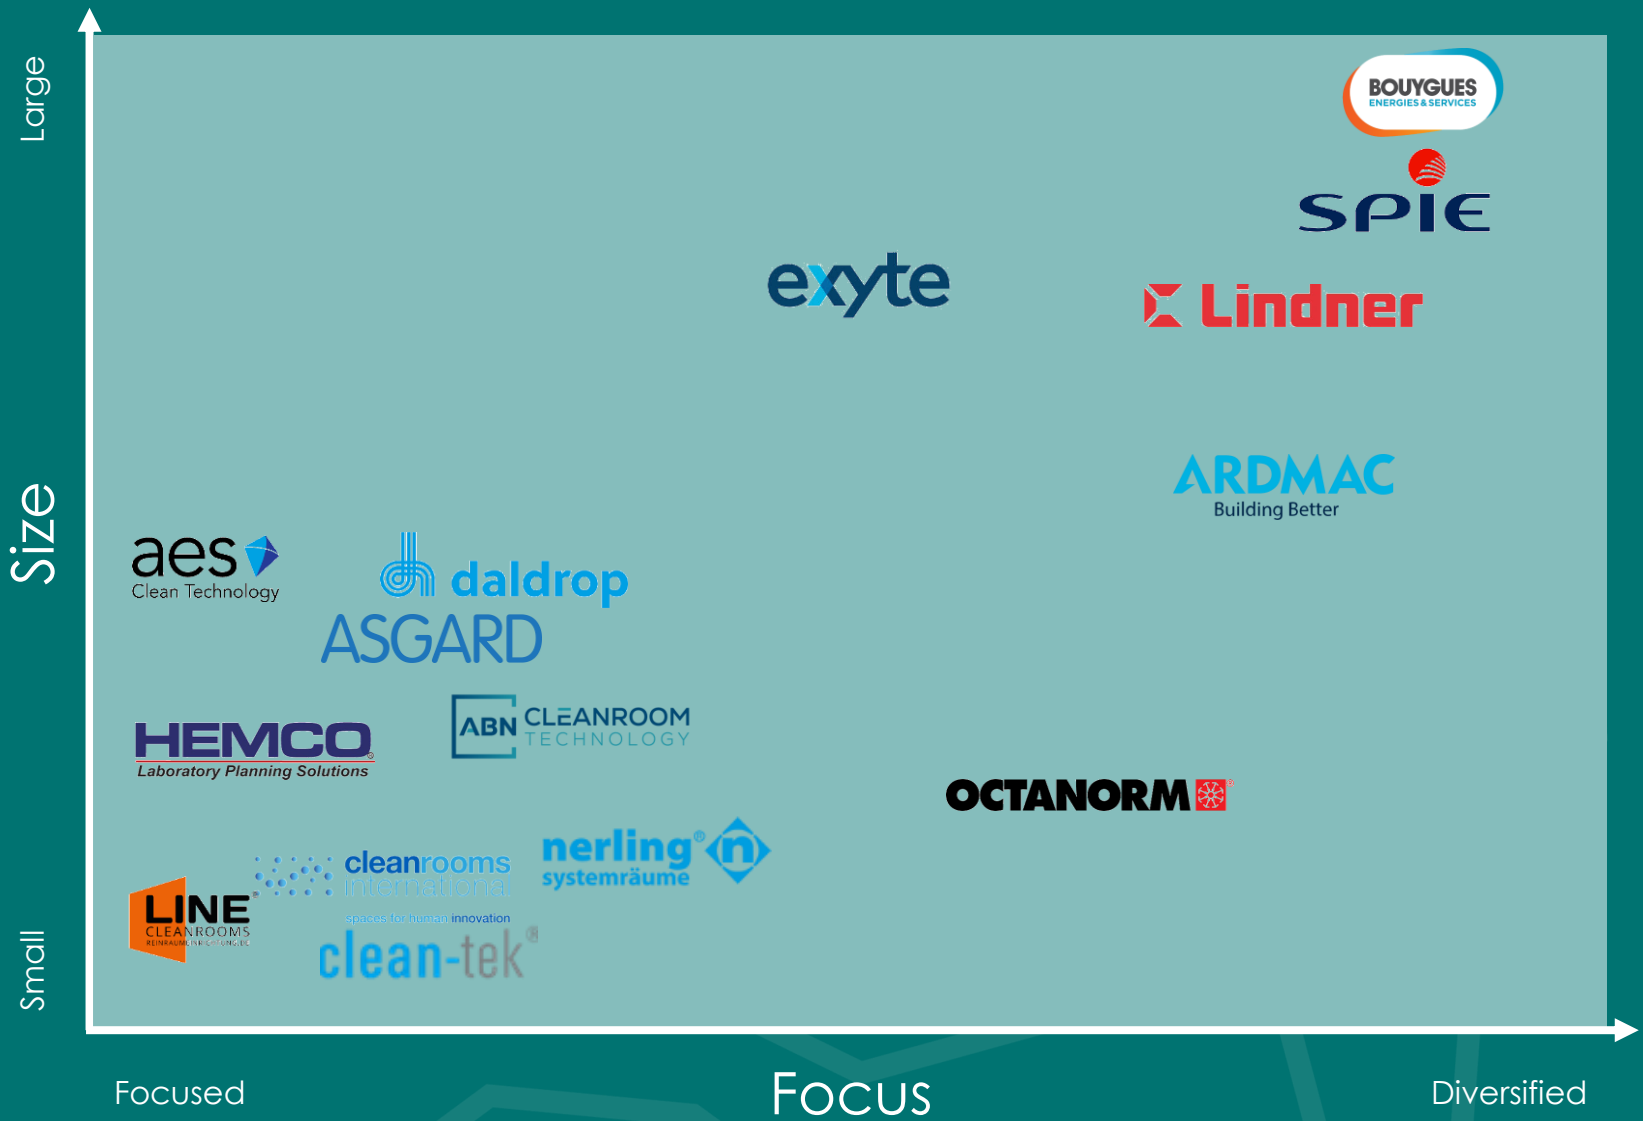 Large
BOUYGUES
ENERGIES & SERVICES
SPIE
exyte
Lindner
ARDMAC
Building Better
Size
aes
Clean Technology
daldrop
ASGARD
ABN CLEANROOM
TECHNOLOGY
HEMCO®
Laboratory Planning Solutions
OCTANORM®
nerling® n
systemräume
cleanrooms
international
spaces for human innovation
LINE
CLEANROOMS
clean-tek®
Small
Focused
Focus
Diversified